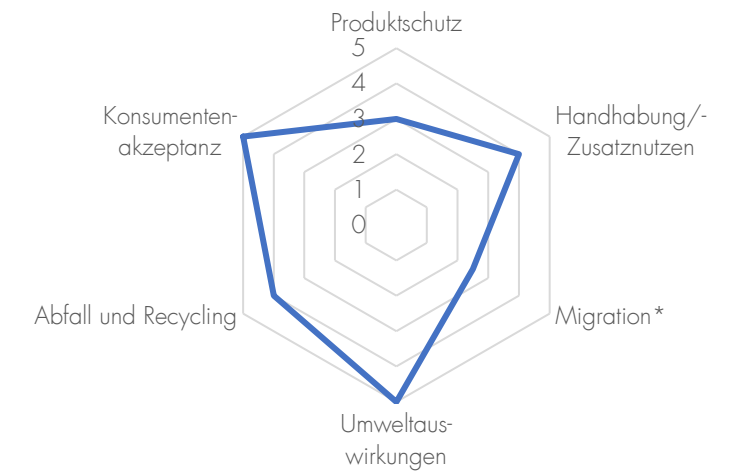 Produktschutz
5
4
3
2
1
0
Handhabung/-
Zusatznutzen
Migration*
Umweltaus-
wirkungen
Abfall und Recycling
Konsumenten-
akzeptanz